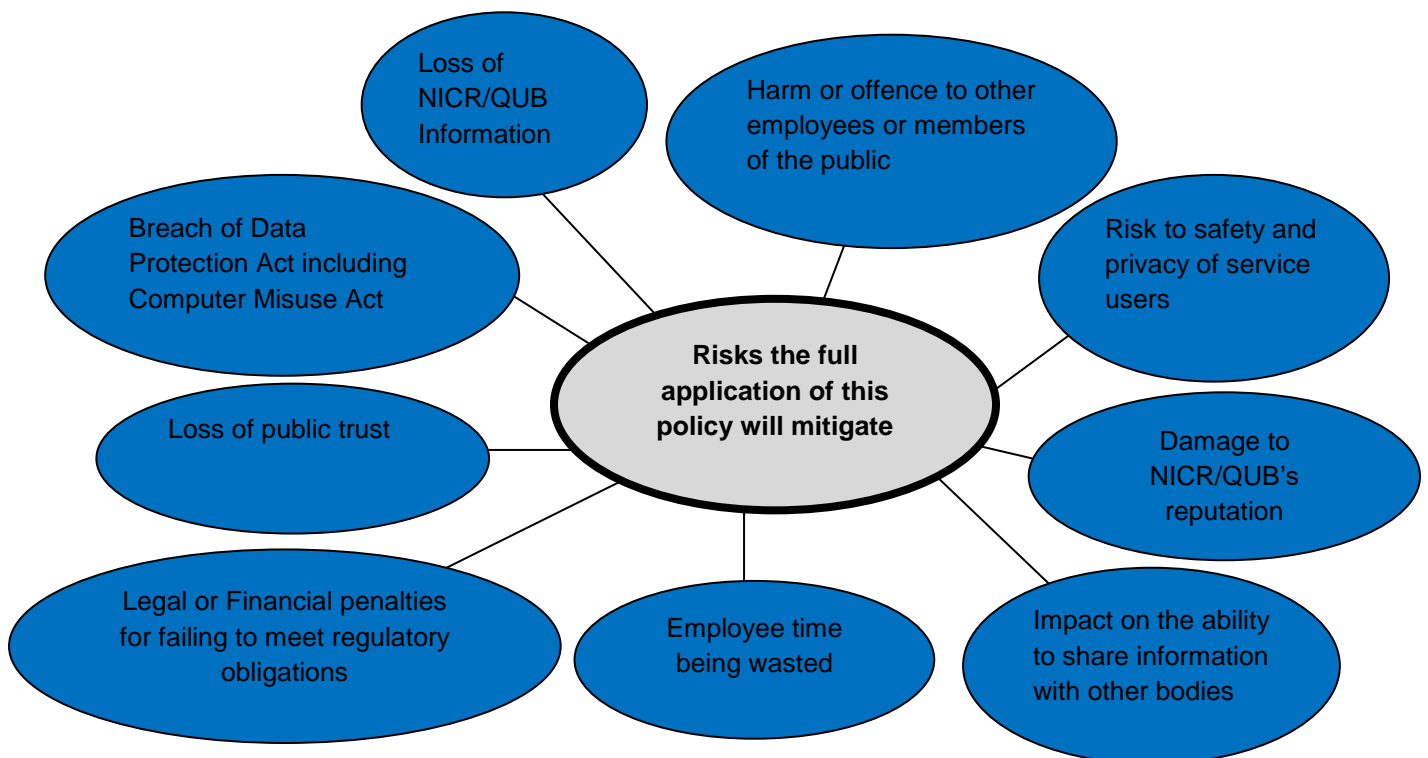 Loss of
NICR/QUB
Information
Harm or offence to other
employees or members
of the public
Breach of Data
Protection Act including
Computer Misuse Act
Risk to safety and
privacy of service
users
Risks the full
application of this
policy will mitigate
Loss of public trust
Damage to
NICR/QUB’s
reputation
Legal or Financial penalties
for failing to meet regulatory
obligations
Employee time
being wasted
Impact on the ability
to share information
with other bodies